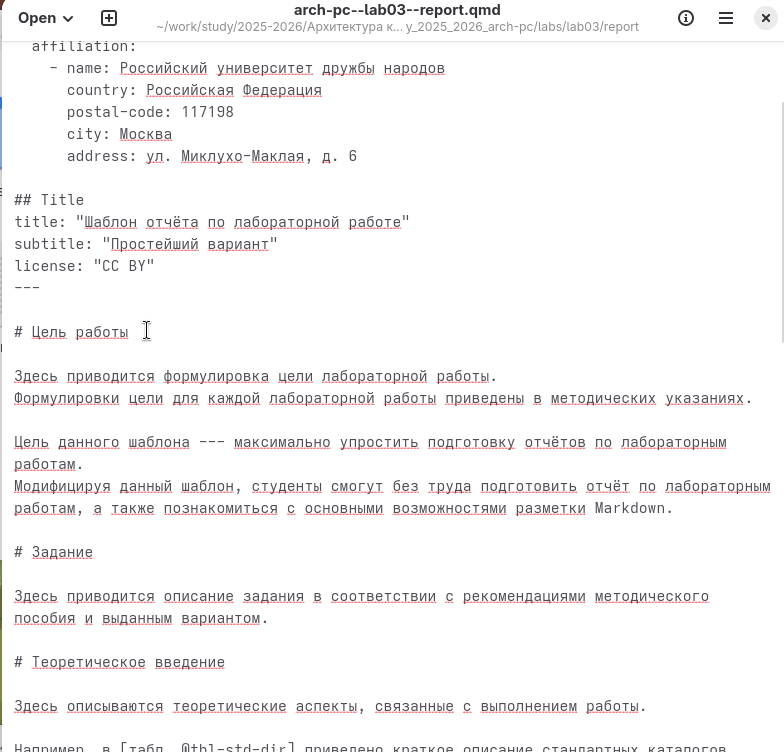 Open
arch-pc--lab03--report.qmd
~/work/study/2025-2026/Архитектура к... y_2025_2026_arch-pc/labs/lab03/report
affiliation:
- name: Российский университет дружбы народов
country: Российская Федерация
postal-code: 117198
city: Москва
address: ул. Миклухо-Маклая, д. 6
## Title
title: "Шаблон отчёта по лабораторной работе"
subtitle: "Простейший вариант"
license: "CC BY"
---
# Цель работы
Здесь приводится формулировка цели лабораторной работы.
Формулировки цели для каждой лабораторной работы приведены в методических указаниях.
Цель данного шаблона --- максимально упростить подготовку отчётов по лабораторным
работам.
Модифицируя данный шаблон, студенты смогут без труда подготовить отчёт по лабораторным
работам, а также познакомиться с основными возможностями разметки Markdown.
# Задание
Здесь приводится описание задания в соответствии с рекомендациями методического
пособия и выданным вариантом.
# Теоретическое введение
Здесь описываются теоретические аспекты, связанные с выполнением работы.
Например, в [табл. @tbl-std-dir] приведено краткое описание стандартных каталогов